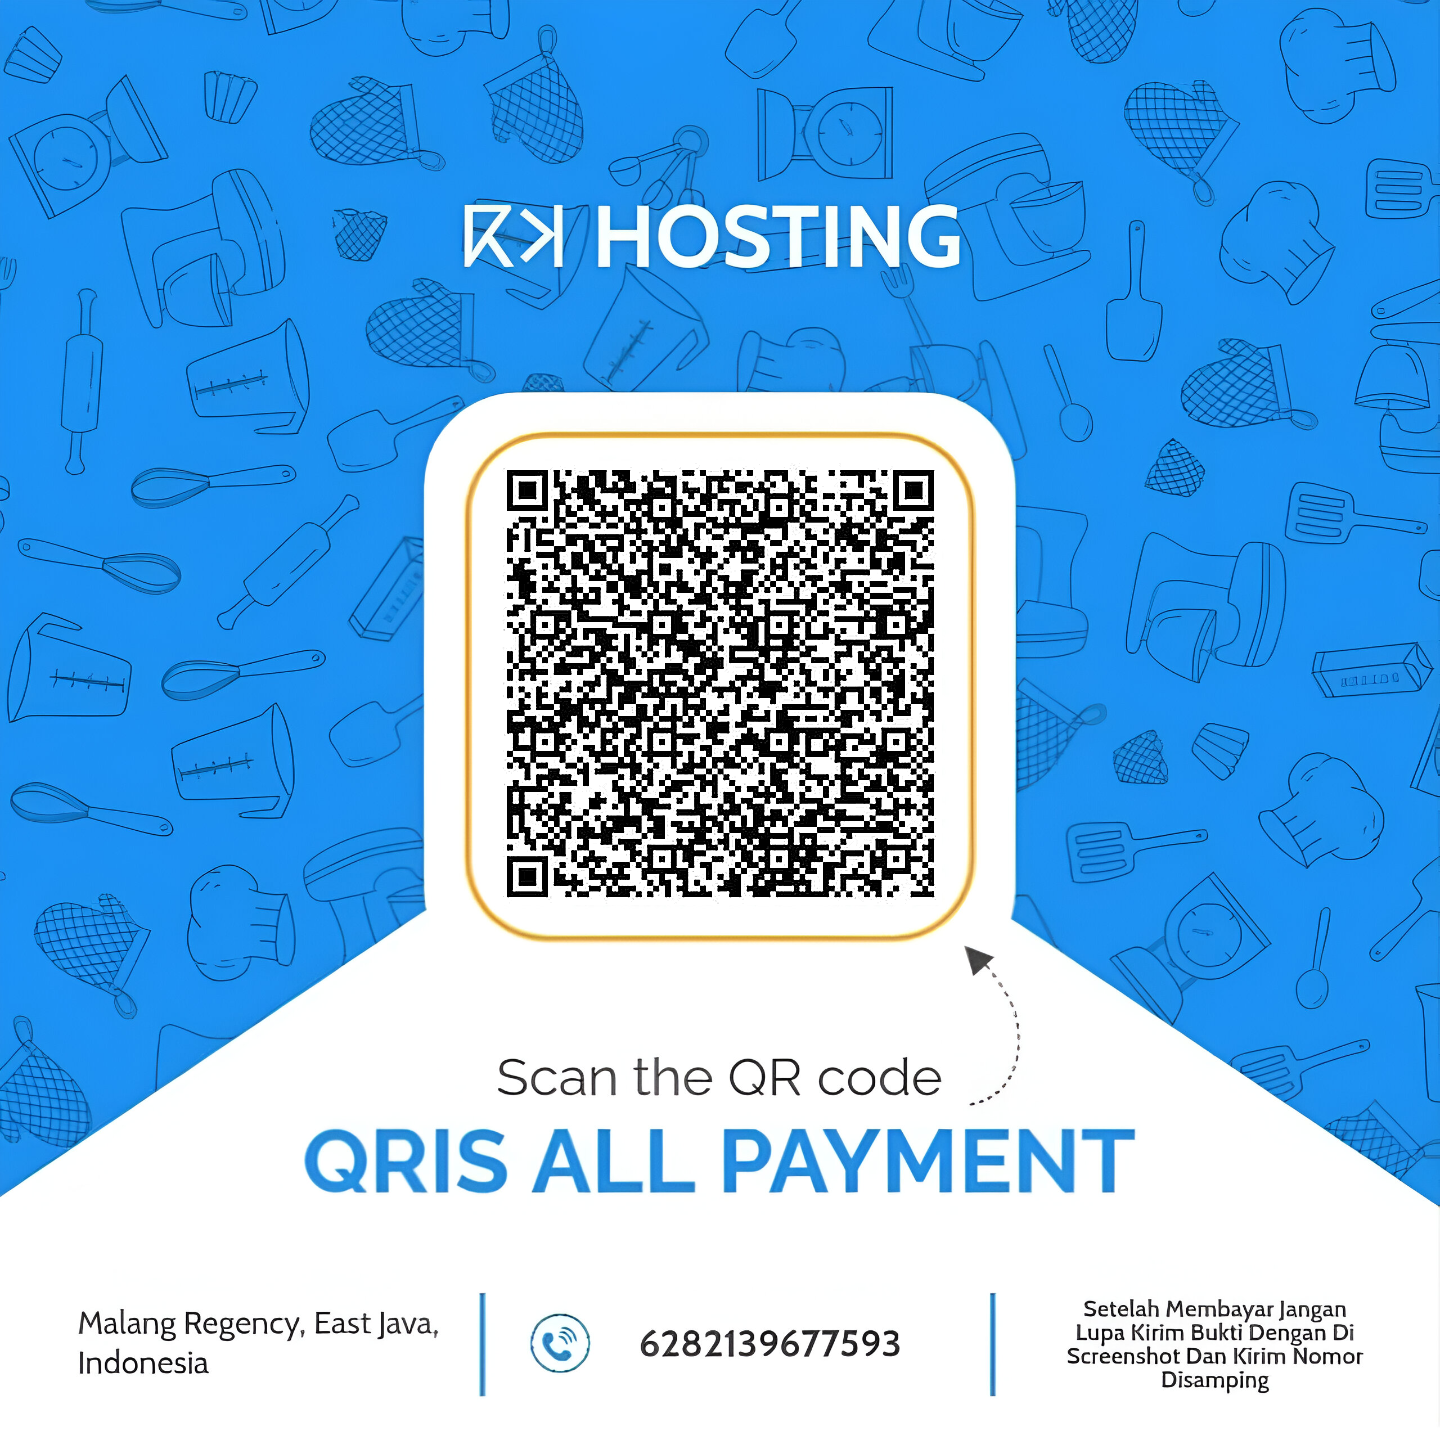 RK HOSTING
Scan the QR code
QRIS ALL PAYMENT
Malang Regency, East Java,
Indonesia
6282139677593
Setelah Membayar Jangan
Lupa Kirim Bukti Dengan Di
Screenshot Dan Kirim Nomor
Disamping